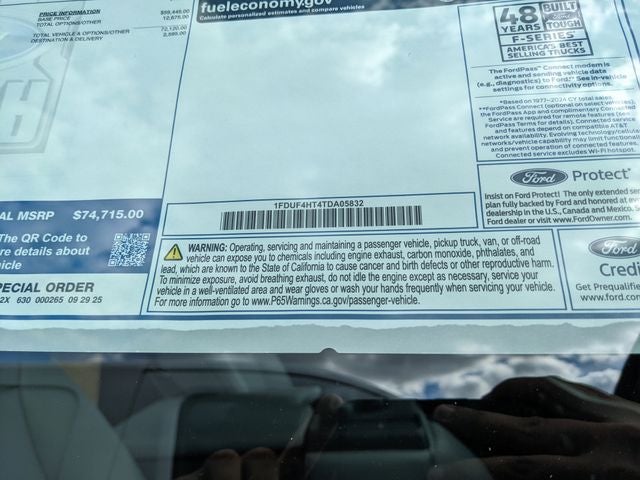 PRICE INFORMATION
BASE PRICE $59,445.00
TOTAL OPTIONS/OTHER 12,675.00
TOTAL VEHICLE & OPTIONS/OTHER 72,120.00
DESTINATION & DELIVERY 2,595.00
fueleconomy.gov
Calculate personalized estimates and compare vehicles
48 YEARS
BUILT Ford TOUGH
F-SERIES
AMERICA'S BEST
SELLING TRUCKS
The FordPass Connect modem is
active and sending vehicle data
(e.g., diagnostics) to Ford. See in-vehicle
settings for connectivity options.
*Based on 1977-2024 CY total sales.
**FordPass Connect (optional on select vehicles),
the FordPass App and complimentary Connected
Service are required for remote features (see
FordPass Terms for details). Connected service
and features depend on compatible AT&T
network availability. Evolving technology/cellular
networks/vehicle capability may limit functionality
and prevent operation of connected features.
Connected service excludes Wi-Fi hotspot.
Ford Protect
Insist on Ford Protect! The only extended ser
plan fully backed by Ford and honored at ever
dealership in the U.S., Canada and Mexico. See
Ford dealer or visit www.FordOwner.com.
1FDUF4HT4TDA05832
AL MSRP $74,715.00
The QR Code to
re details about
hicle
PECIAL ORDER
2X 630 000265 09 29 25
WARNING: Operating, servicing and maintaining a passenger vehicle, pickup truck, van, or off-road
vehicle can expose you to chemicals including engine exhaust, carbon monoxide, phthalates, and
lead, which are known to the State of California to cause cancer and birth defects or other reproductive harm.
To minimize exposure, avoid breathing exhaust, do not idle the engine except as necessary, service your
vehicle in a well-ventilated area and wear gloves or wash your hands frequently when servicing your vehicle.
For more information go to www.P65Warnings.ca.gov/passenger-vehicle.
Ford
Credi
Get Prequalifie
www.ford.com